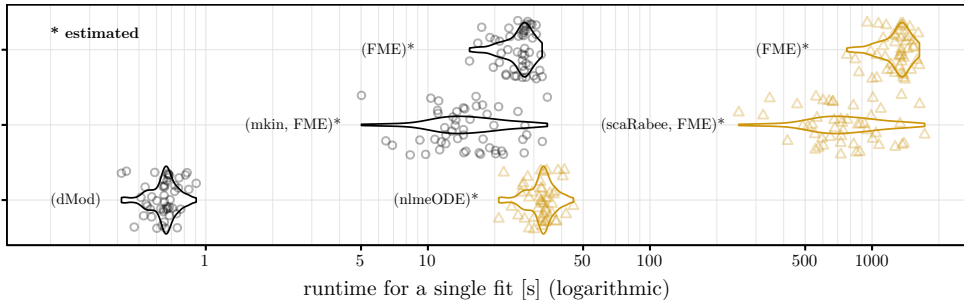 * estimated
(FME)*
(FME)*
(mkin, FME)*
(scaRabee, FME)*
(dMod)
(nlmeODE)*
1
5
10
50
100
500
1000
runtime for a single fit [s] (logarithmic)